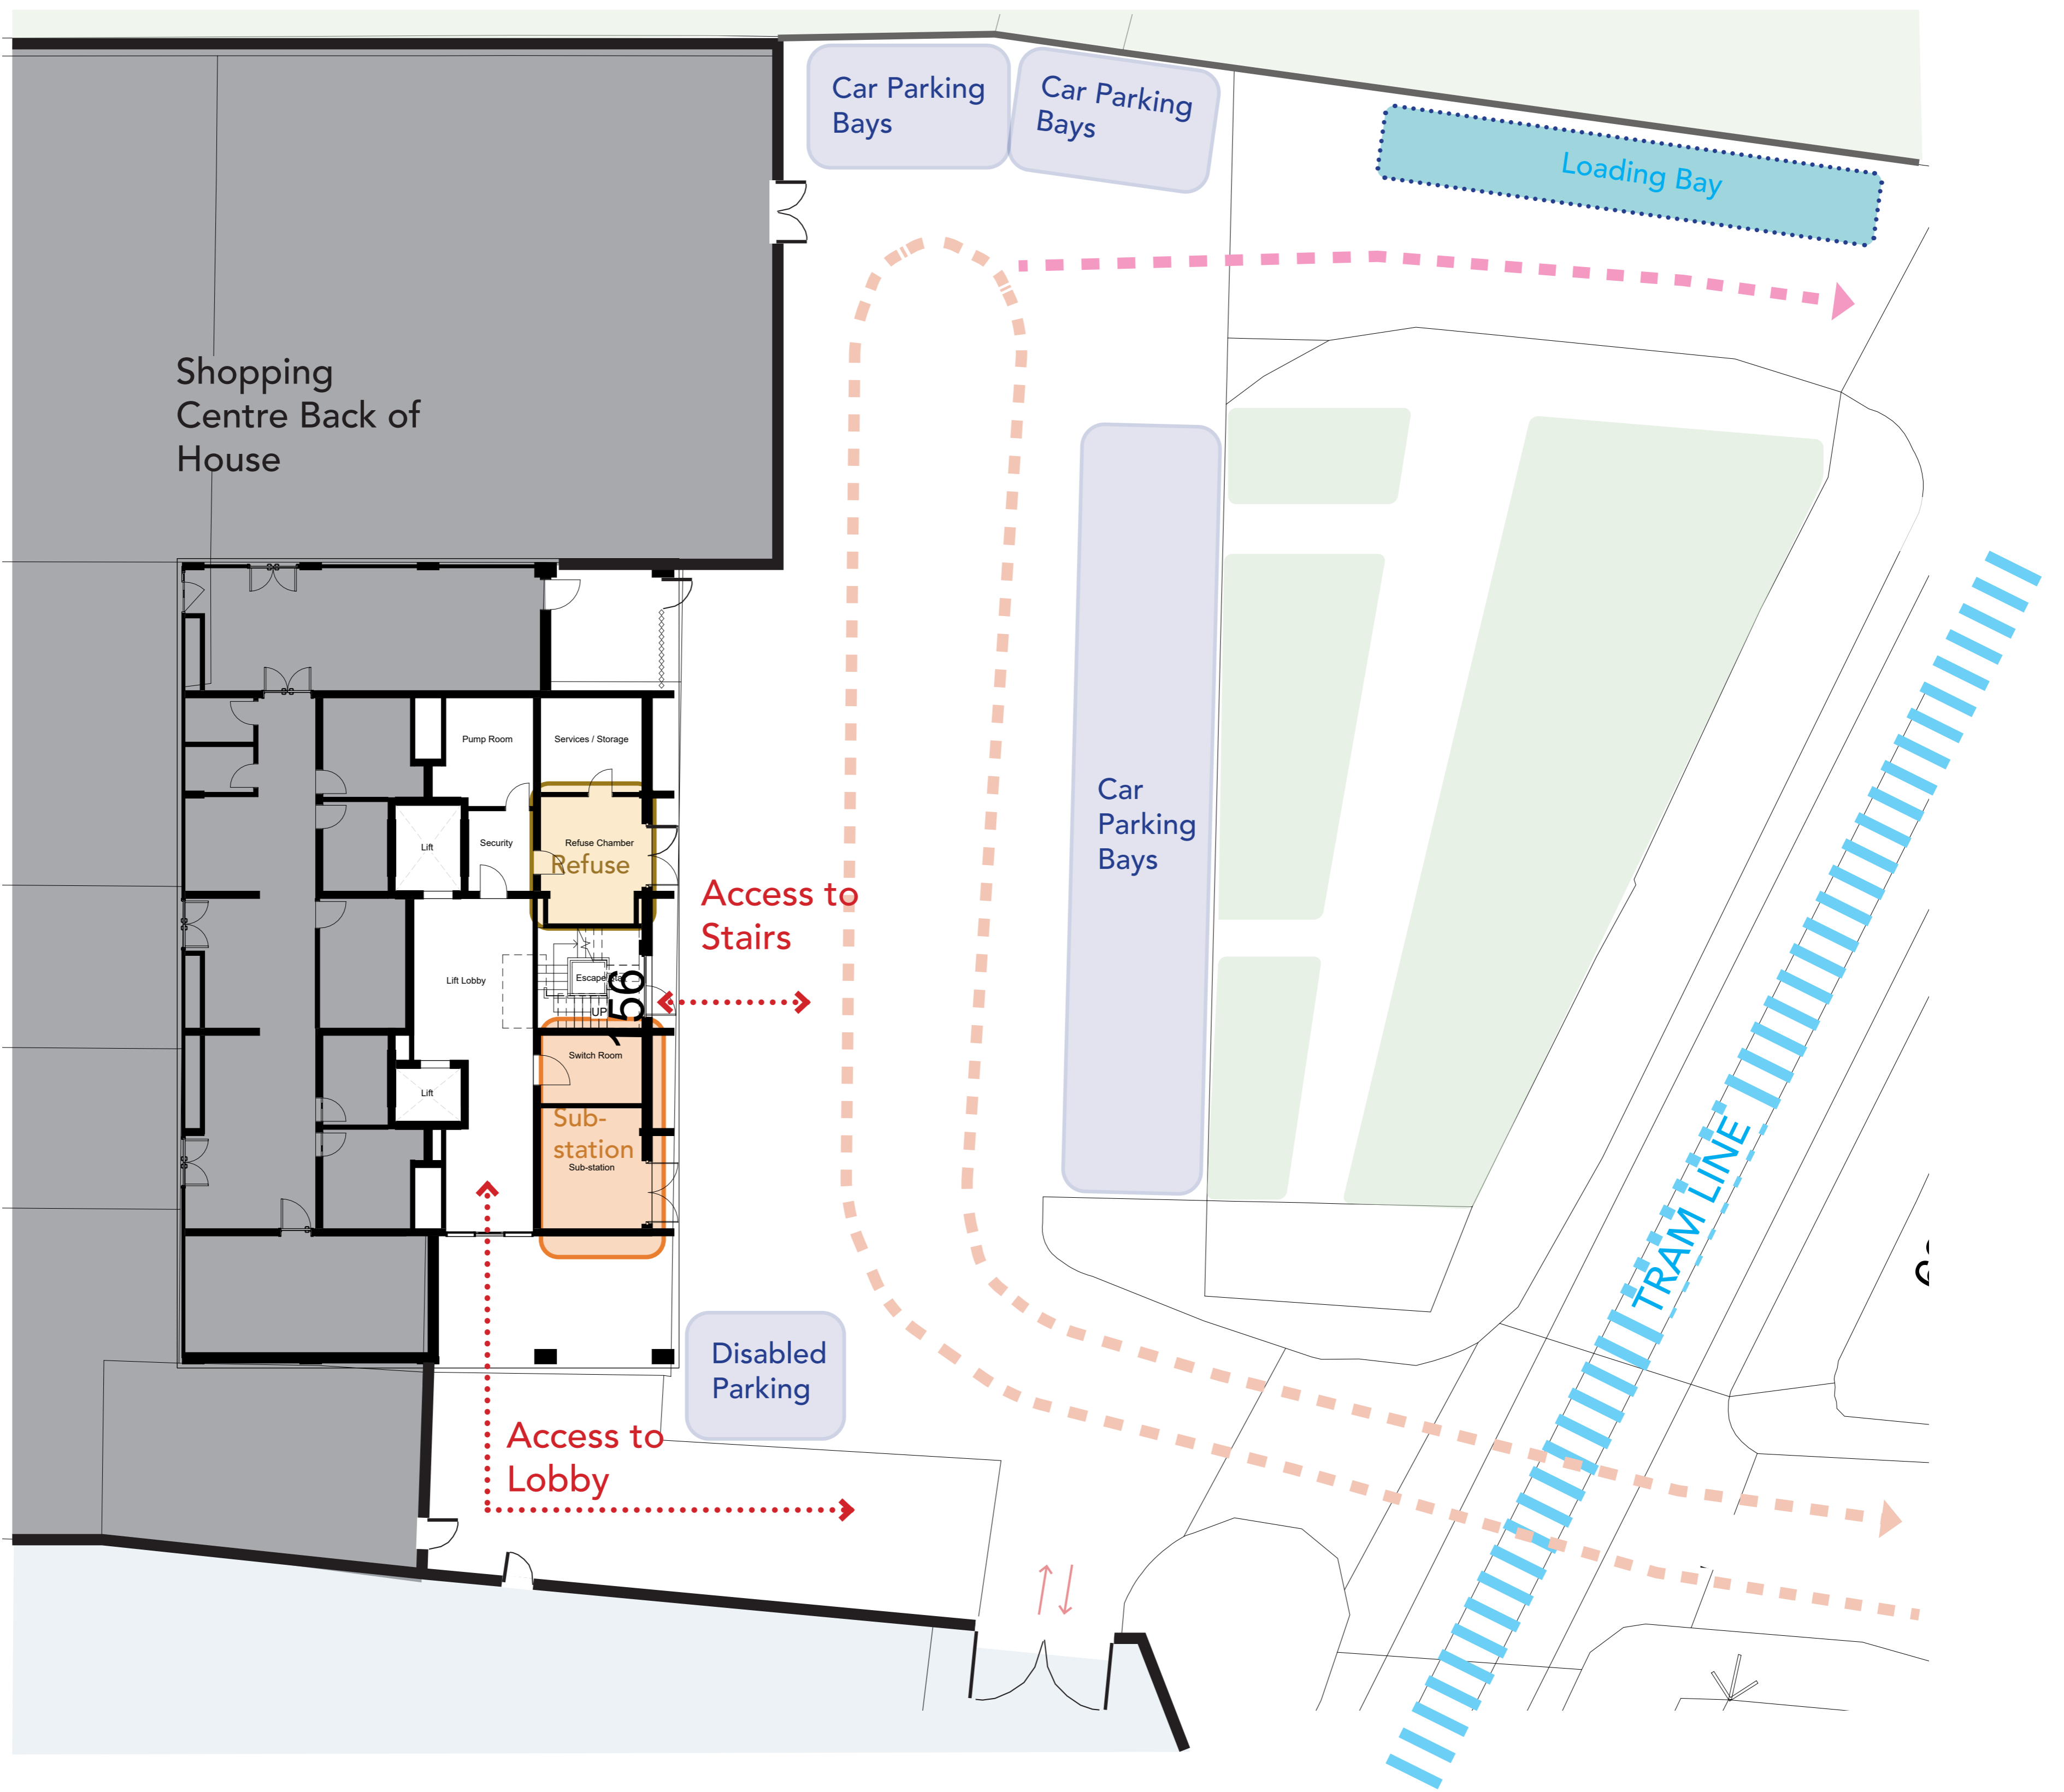 Car Parking
Bays
Car Parking
Bays
Loading Bay
Shopping
Centre Back of
House
Pump Room
Services / Storage
Car
Parking
Bays
Lift
Security
Refuse Chamber
Refuse
Access to
Stairs
Lift Lobby
Escape
UP
156
Switch Room
Lift
Sub-
station
Sub-station
TRAM LINE
Disabled
Parking
Access to
Lobby